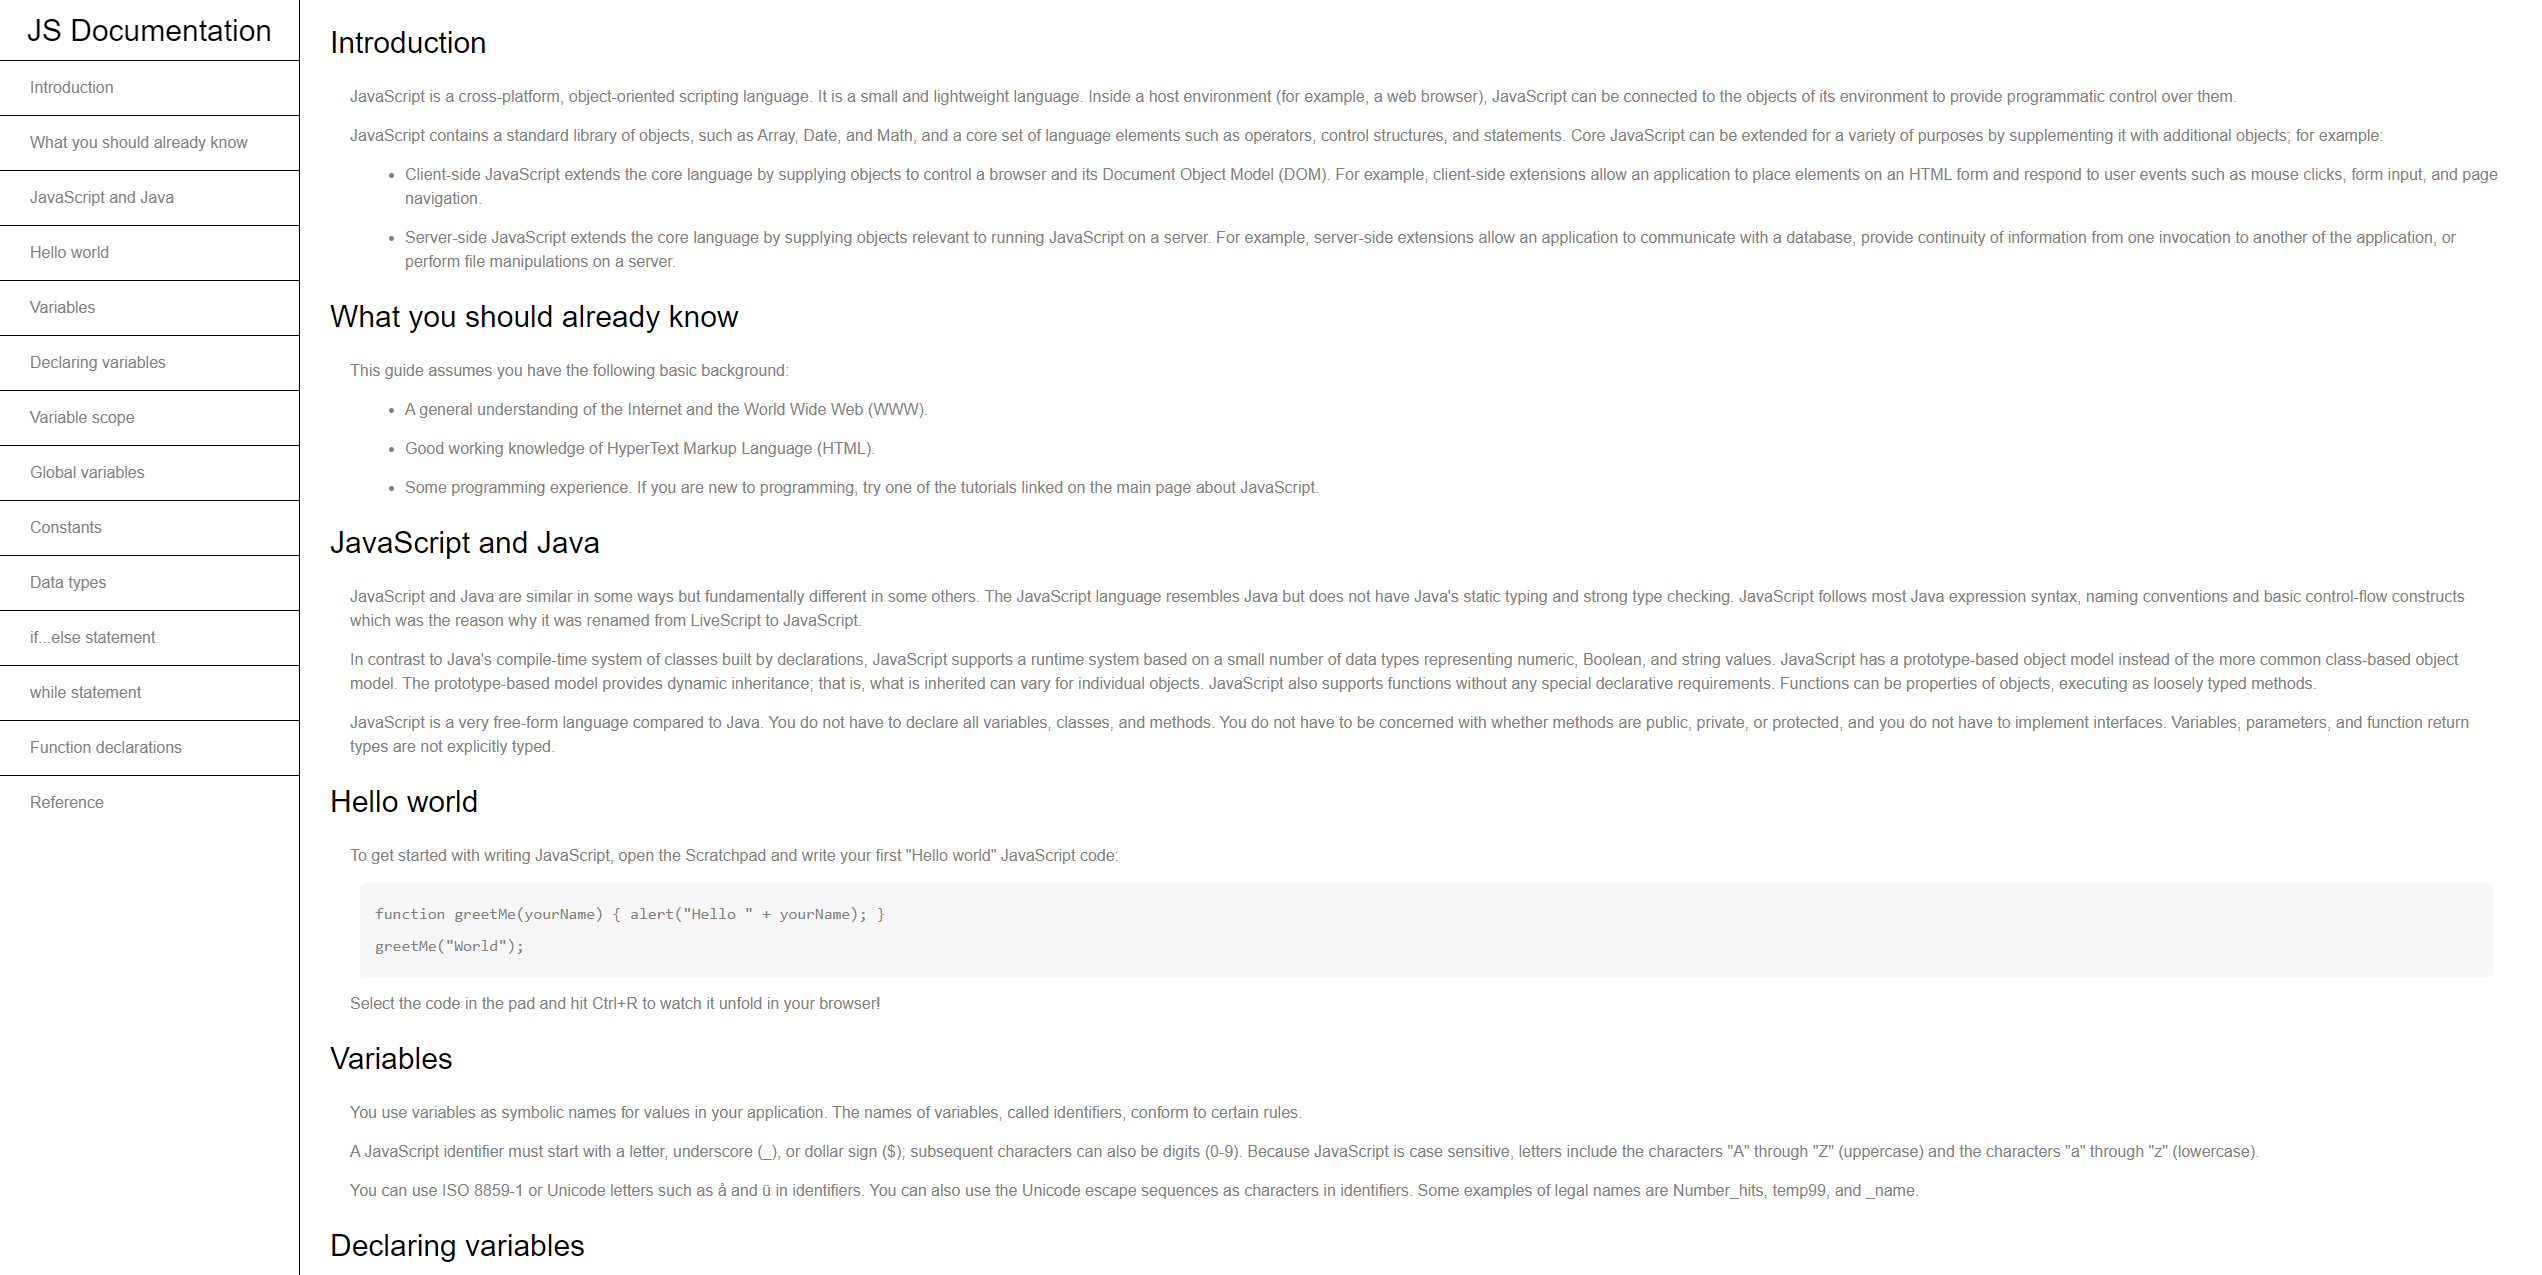 JS Documentation
Introduction
What you should already know
JavaScript and Java
Hello world
Variables
Declaring variables
Variable scope
Global variables
Constants
Data types
if...else statement
while statement
Function declarations
Reference
Introduction
JavaScript is a cross-platform, object-oriented scripting language. It is a small and lightweight language. Inside a host environment (for example, a web browser), JavaScript can be connected to the objects of its environment to provide programmatic control over them.
JavaScript contains a standard library of objects, such as Array, Date, and Math, and a core set of language elements such as operators, control structures, and statements. Core JavaScript can be extended for a variety of purposes by supplementing it with additional objects; for example:
• Client-side JavaScript extends the core language by supplying objects to control a browser and its Document Object Model (DOM). For example, client-side extensions allow an application to place elements on an HTML form and respond to user events such as mouse clicks, form input, and page
navigation.
• Server-side JavaScript extends the core language by supplying objects relevant to running JavaScript on a server. For example, server-side extensions allow an application to communicate with a database, provide continuity of information from one invocation to another of the application, or
perform file manipulations on a server.
What you should already know
This guide assumes you have the following basic background:
• A general understanding of the Internet and the World Wide Web (WWW).
• Good working knowledge of HyperText Markup Language (HTML).
• Some programming experience. If you are new to programming, try one of the tutorials linked on the main page about JavaScript.
JavaScript and Java
JavaScript and Java are similar in some ways but fundamentally different in some others. The JavaScript language resembles Java but does not have Java's static typing and strong type checking. JavaScript follows most Java expression syntax, naming conventions and basic control-flow constructs
which was the reason why it was renamed from LiveScript to JavaScript.
In contrast to Java's compile-time system of classes built by declarations, JavaScript supports a runtime system based on a small number of data types representing numeric, Boolean, and string values. JavaScript has a prototype-based object model instead of the more common class-based object
model. The prototype-based model provides dynamic inheritance; that is, what is inherited can vary for individual objects. JavaScript also supports functions without any special declarative requirements. Functions can be properties of objects, executing as loosely typed methods.
JavaScript is a very free-form language compared to Java. You do not have to declare all variables, classes, and methods. You do not have to be concerned with whether methods are public, private, or protected, and you do not have to implement interfaces. Variables, parameters, and function return
types are not explicitly typed.
Hello world
To get started with writing JavaScript, open the Scratchpad and write your first "Hello world" JavaScript code:
function greetMe(yourName) { alert("Hello " + yourName); }
greetMe("World");
Select the code in the pad and hit Ctrl+R to watch it unfold in your browser!
Variables
You use variables as symbolic names for values in your application. The names of variables, called identifiers, conform to certain rules.
A JavaScript identifier must start with a letter, underscore (_), or dollar sign ($); subsequent characters can also be digits (0-9). Because JavaScript is case sensitive, letters include the characters "A" through "Z" (uppercase) and the characters "a" through "z" (lowercase).
You can use ISO 8859-1 or Unicode letters such as å and ü in identifiers. You can also use the Unicode escape sequences as characters in identifiers. Some examples of legal names are Number_hits, temp99, and _name.
Declaring variables